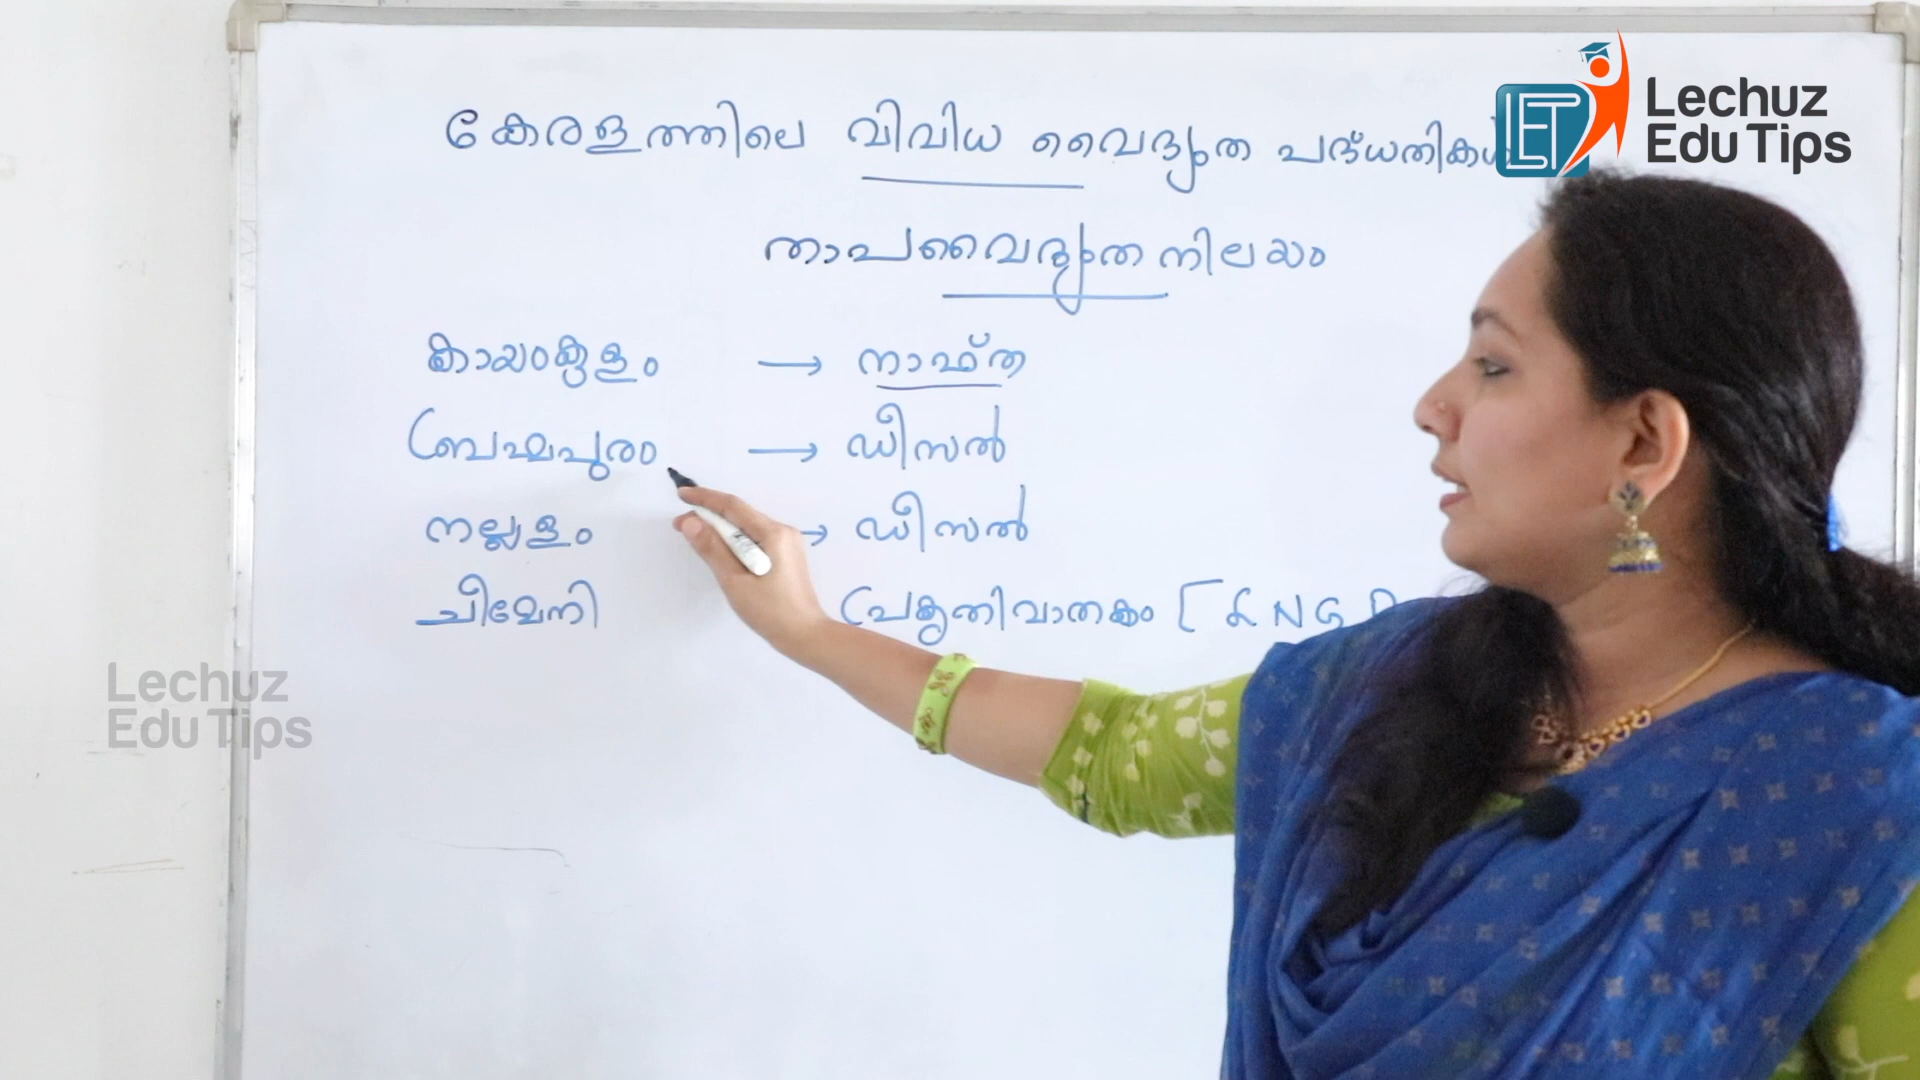 Lechuz
Edu Tips
കേരളത്തിലെ വിവിധ വൈദ്യുത പദ്ധതികൾ
താപവൈദ്യുത നിലയം
കായംകുളം → നാഫ്ത
ബ്രഹ്മപുരം → ഡീസൽ
നല്ലളം → ഡീസൽ
ചീമേനി പ്രകൃതിവാതകം [LNG
Lechuz
Edu Tips